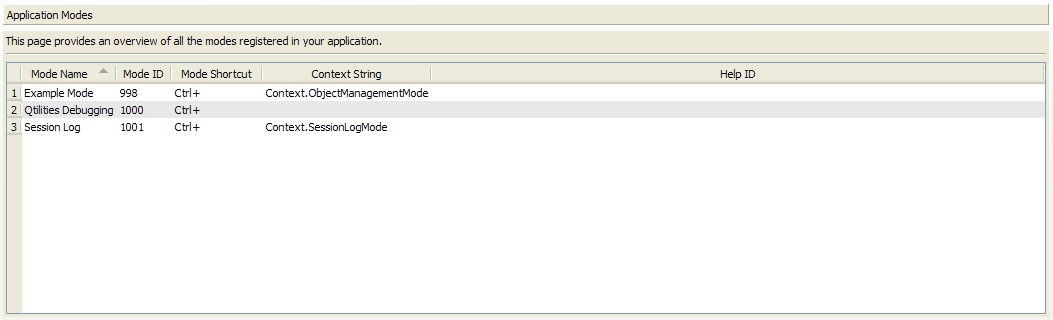 Application Modes
This page provides an overview of all the modes registered in your application.
Mode Name Mode ID Mode Shortcut Context String Help ID
1 Example Mode 998 Ctrl+ Context.ObjectManagementMode
2 Qtilities Debugging 1000 Ctrl+
3 Session Log 1001 Ctrl+ Context.SessionLogMode